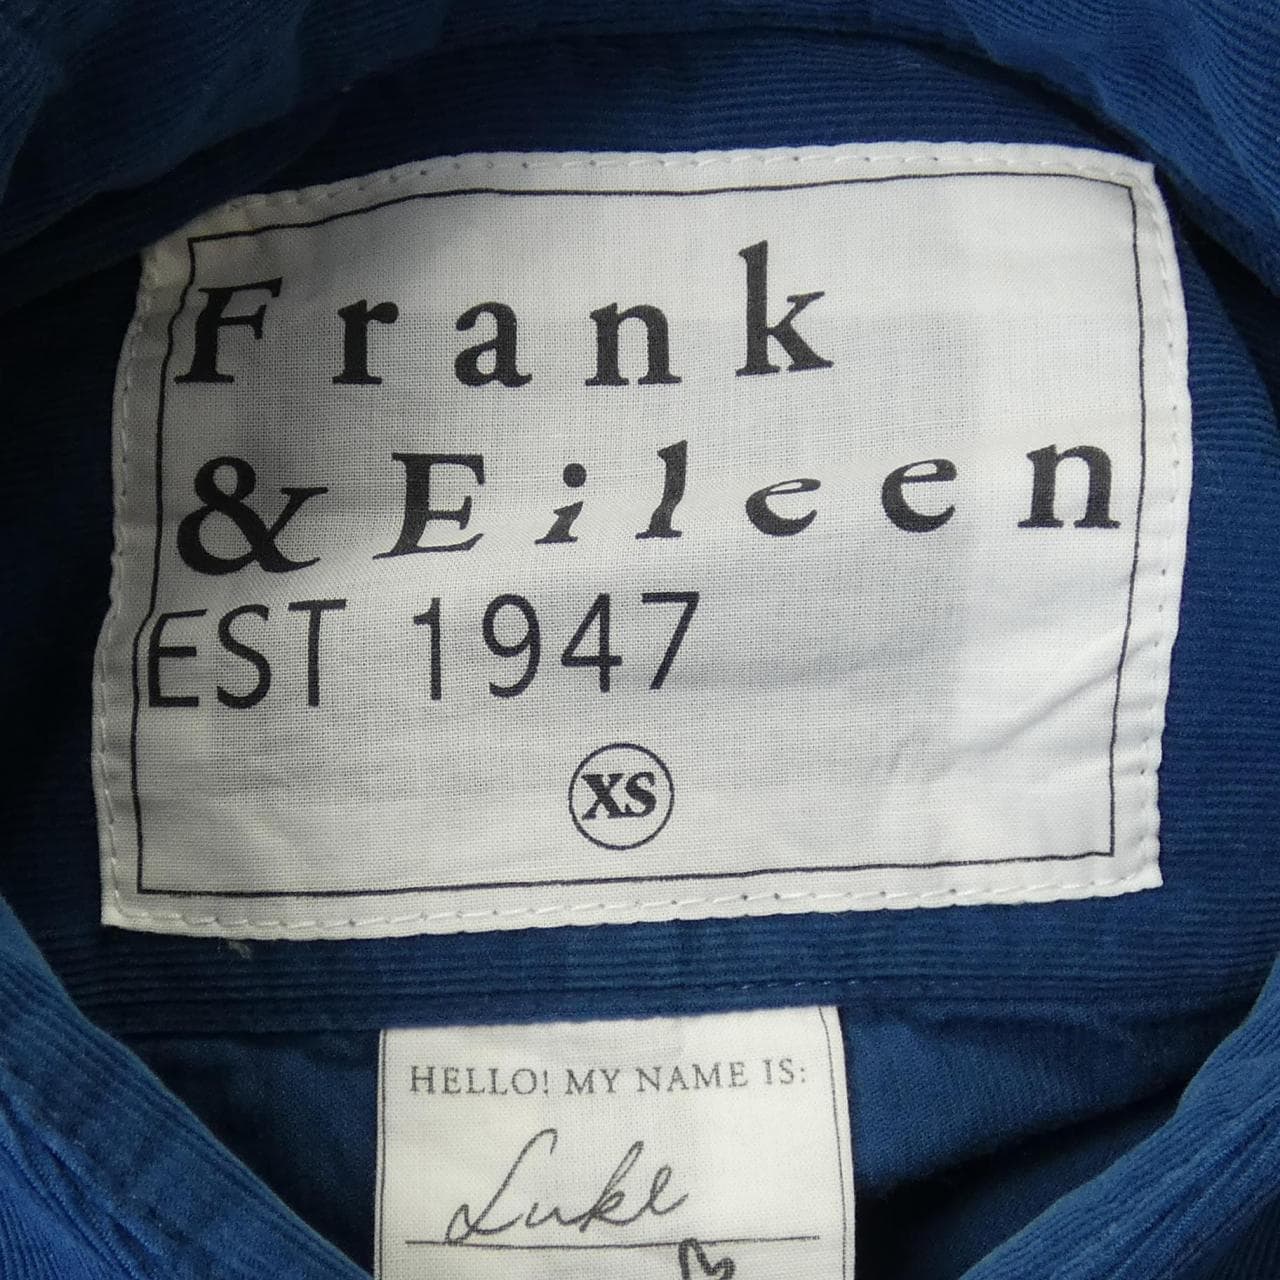 Frank
& Eileen
EST 1947
XS
HELLO! MY NAME IS:
Luke